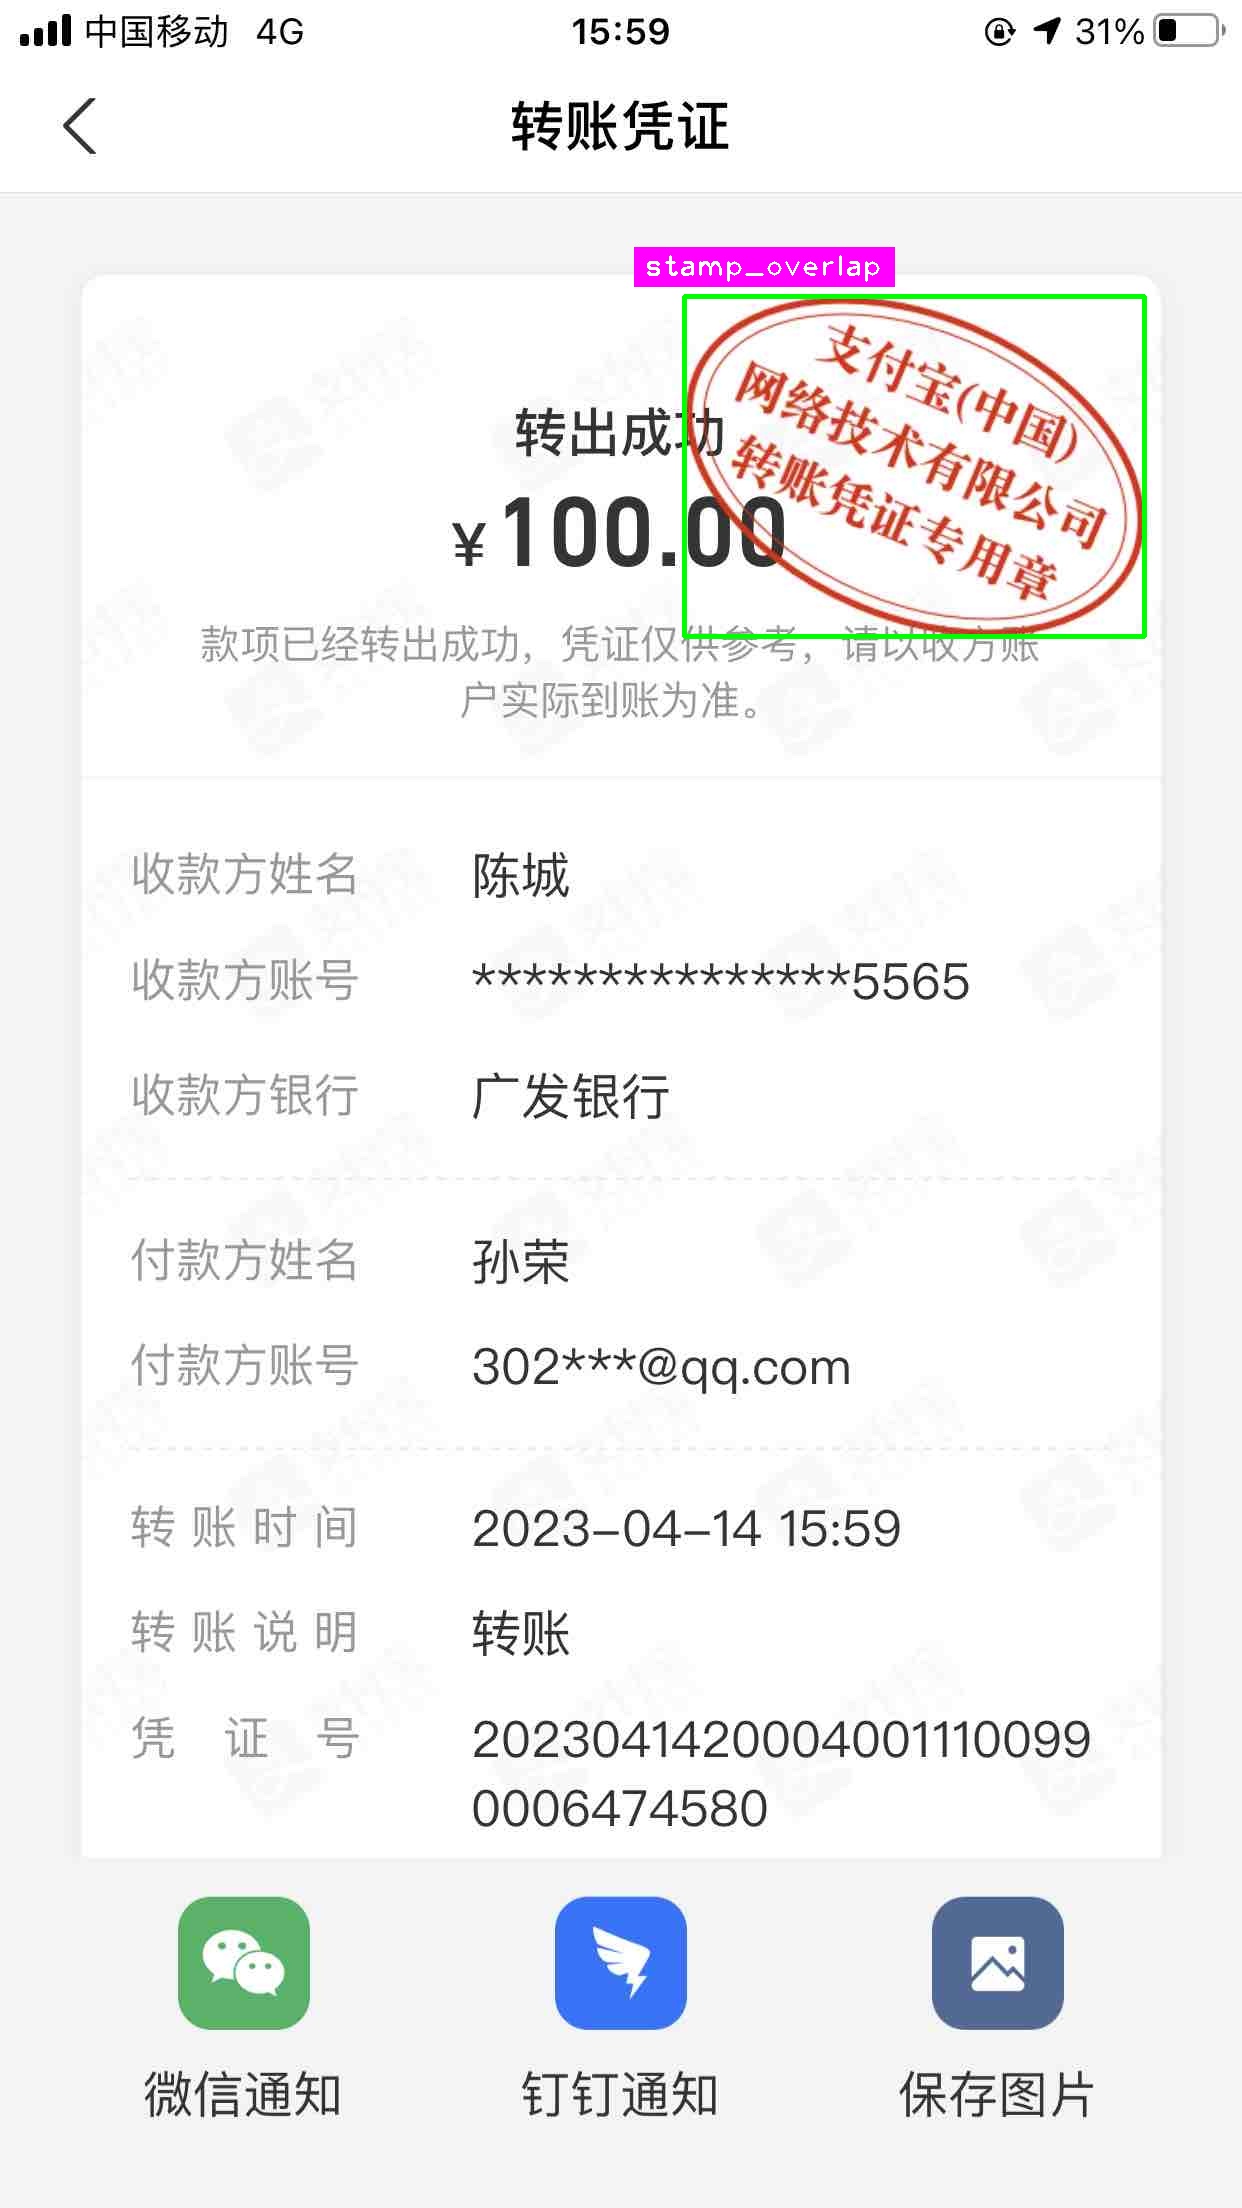 中国移动 4G 15:59 31%
转账凭证
stamp_overlap
支付宝(中国)
网络技术有限公司
转账凭证专用章
转出成功
¥100.00
款项已经转出成功，凭证仅供参考，请以收方账
户实际到账为准。
收款方姓名 陈城
收款方账号 ***************5565
收款方银行 广发银行
付款方姓名 孙荣
付款方账号 302***@qq.com
转账时间 2023-04-14 15:59
转账说明 转账
凭证号 2023041420004001110099
0006474580
微信通知 钉钉通知 保存图片